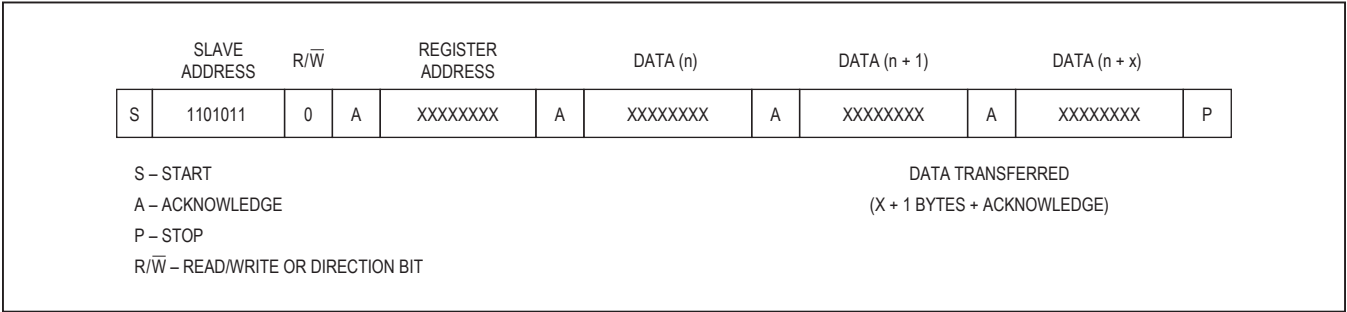 SLAVE ADDRESS R/W̅ REGISTER ADDRESS DATA (n) DATA (n + 1) DATA (n + x)
S 1101011 0 A XXXXXXXX A XXXXXXXX A XXXXXXXX A XXXXXXXX P
S – START
A – ACKNOWLEDGE
P – STOP
R/W̅ – READ/WRITE OR DIRECTION BIT
DATA TRANSFERRED
(X + 1 BYTES + ACKNOWLEDGE)